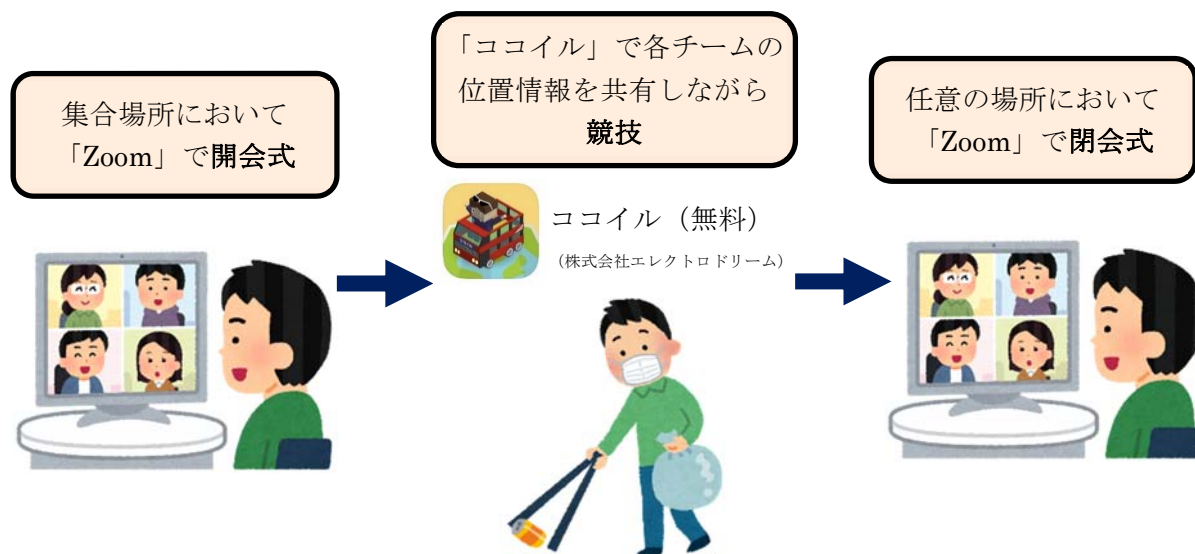 集合場所において
「Zoom」で開会式
「ココイル」で各チームの
位置情報を共有しながら
競技
ココイル（無料）
（株式会社エレクトロドリーム）
任意の場所において
「Zoom」で閉会式